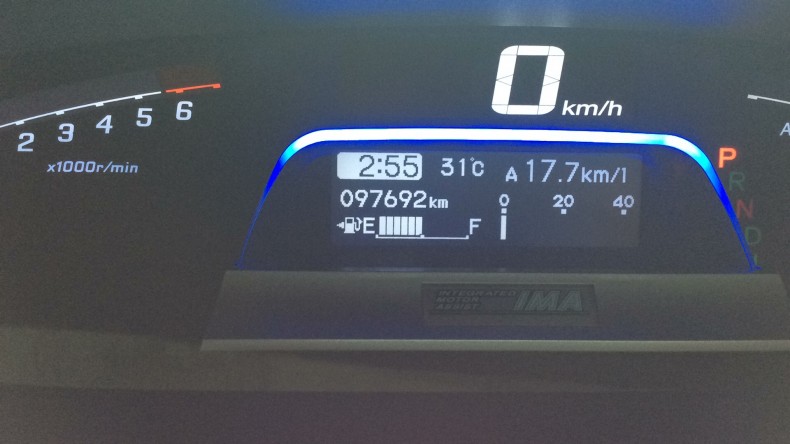 0 km/h
2 3 4 5 6
x1000r/min
2:55 31°C A 17.7km/l
097692km
0 20 40
E F
P
R
N
D
INTEGRATED
MOTOR
ASSIST
IMA
A